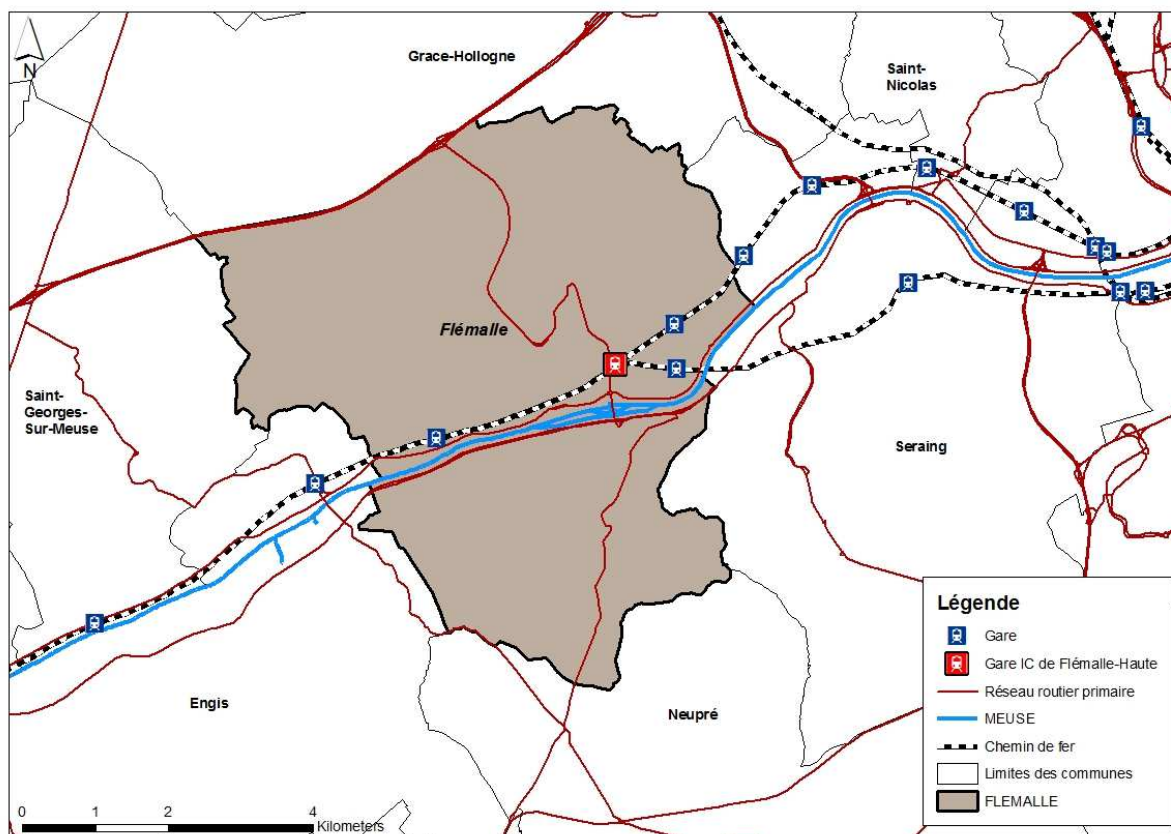 N
Grace-Hollogne
Saint-
Nicolas
Flémalle
Saint-
Georges-
Sur-Meuse
Seraing
Engis
Neupré
Légende
Gare
Gare IC de Flémalle-Haute
Réseau routier primaire
MEUSE
Chemin de fer
Limites des communes
FLEMALLE
0 1 2 4
Kilometers